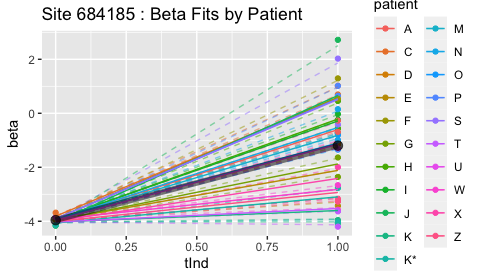 Site 684185 : Beta Fits by Patient
beta
2
0
-2
-4
0.00 0.25 0.50 0.75 1.00
tInd
patient
A M
C N
D O
E P
F S
G T
H U
I W
J X
K Z
K*